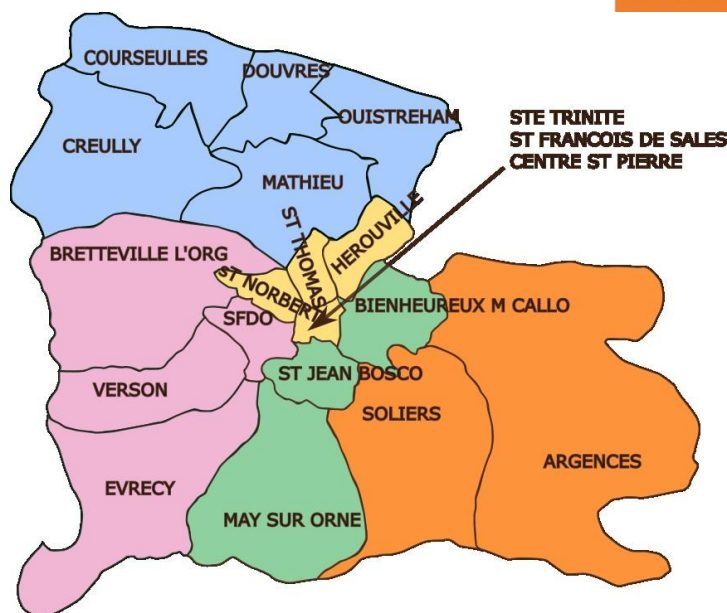 COURSEULLES
DOUVRES
OUISTREHAM
CREULLY
MATHIEU
STE TRINITE
ST FRANCOIS DE SALES
CENTRE ST PIERRE
BRETTEVILLE L'ORG
ST THOMAS
HEROUVILLE
ST NORBERT
SFDO
BIENHEUREUX M CALLO
VERSON
ST JEAN BOSCO
SOLIERS
ARGENCES
EVRECY
MAY SUR ORNE